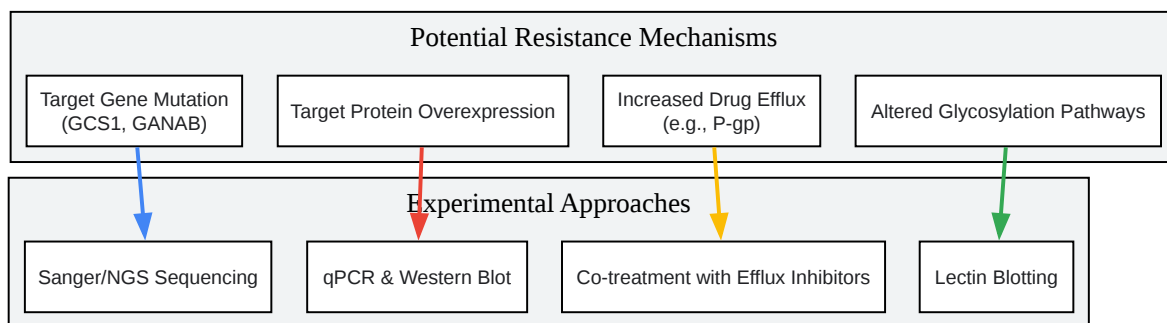 Potential Resistance Mechanisms
Target Gene Mutation
(GCS1, GANAB)
Target Protein Overexpression
Increased Drug Efflux
(e.g., P-gp)
Altered Glycosylation Pathways
Experimental Approaches
Sanger/NGS Sequencing
qPCR & Western Blot
Co-treatment with Efflux Inhibitors
Lectin Blotting